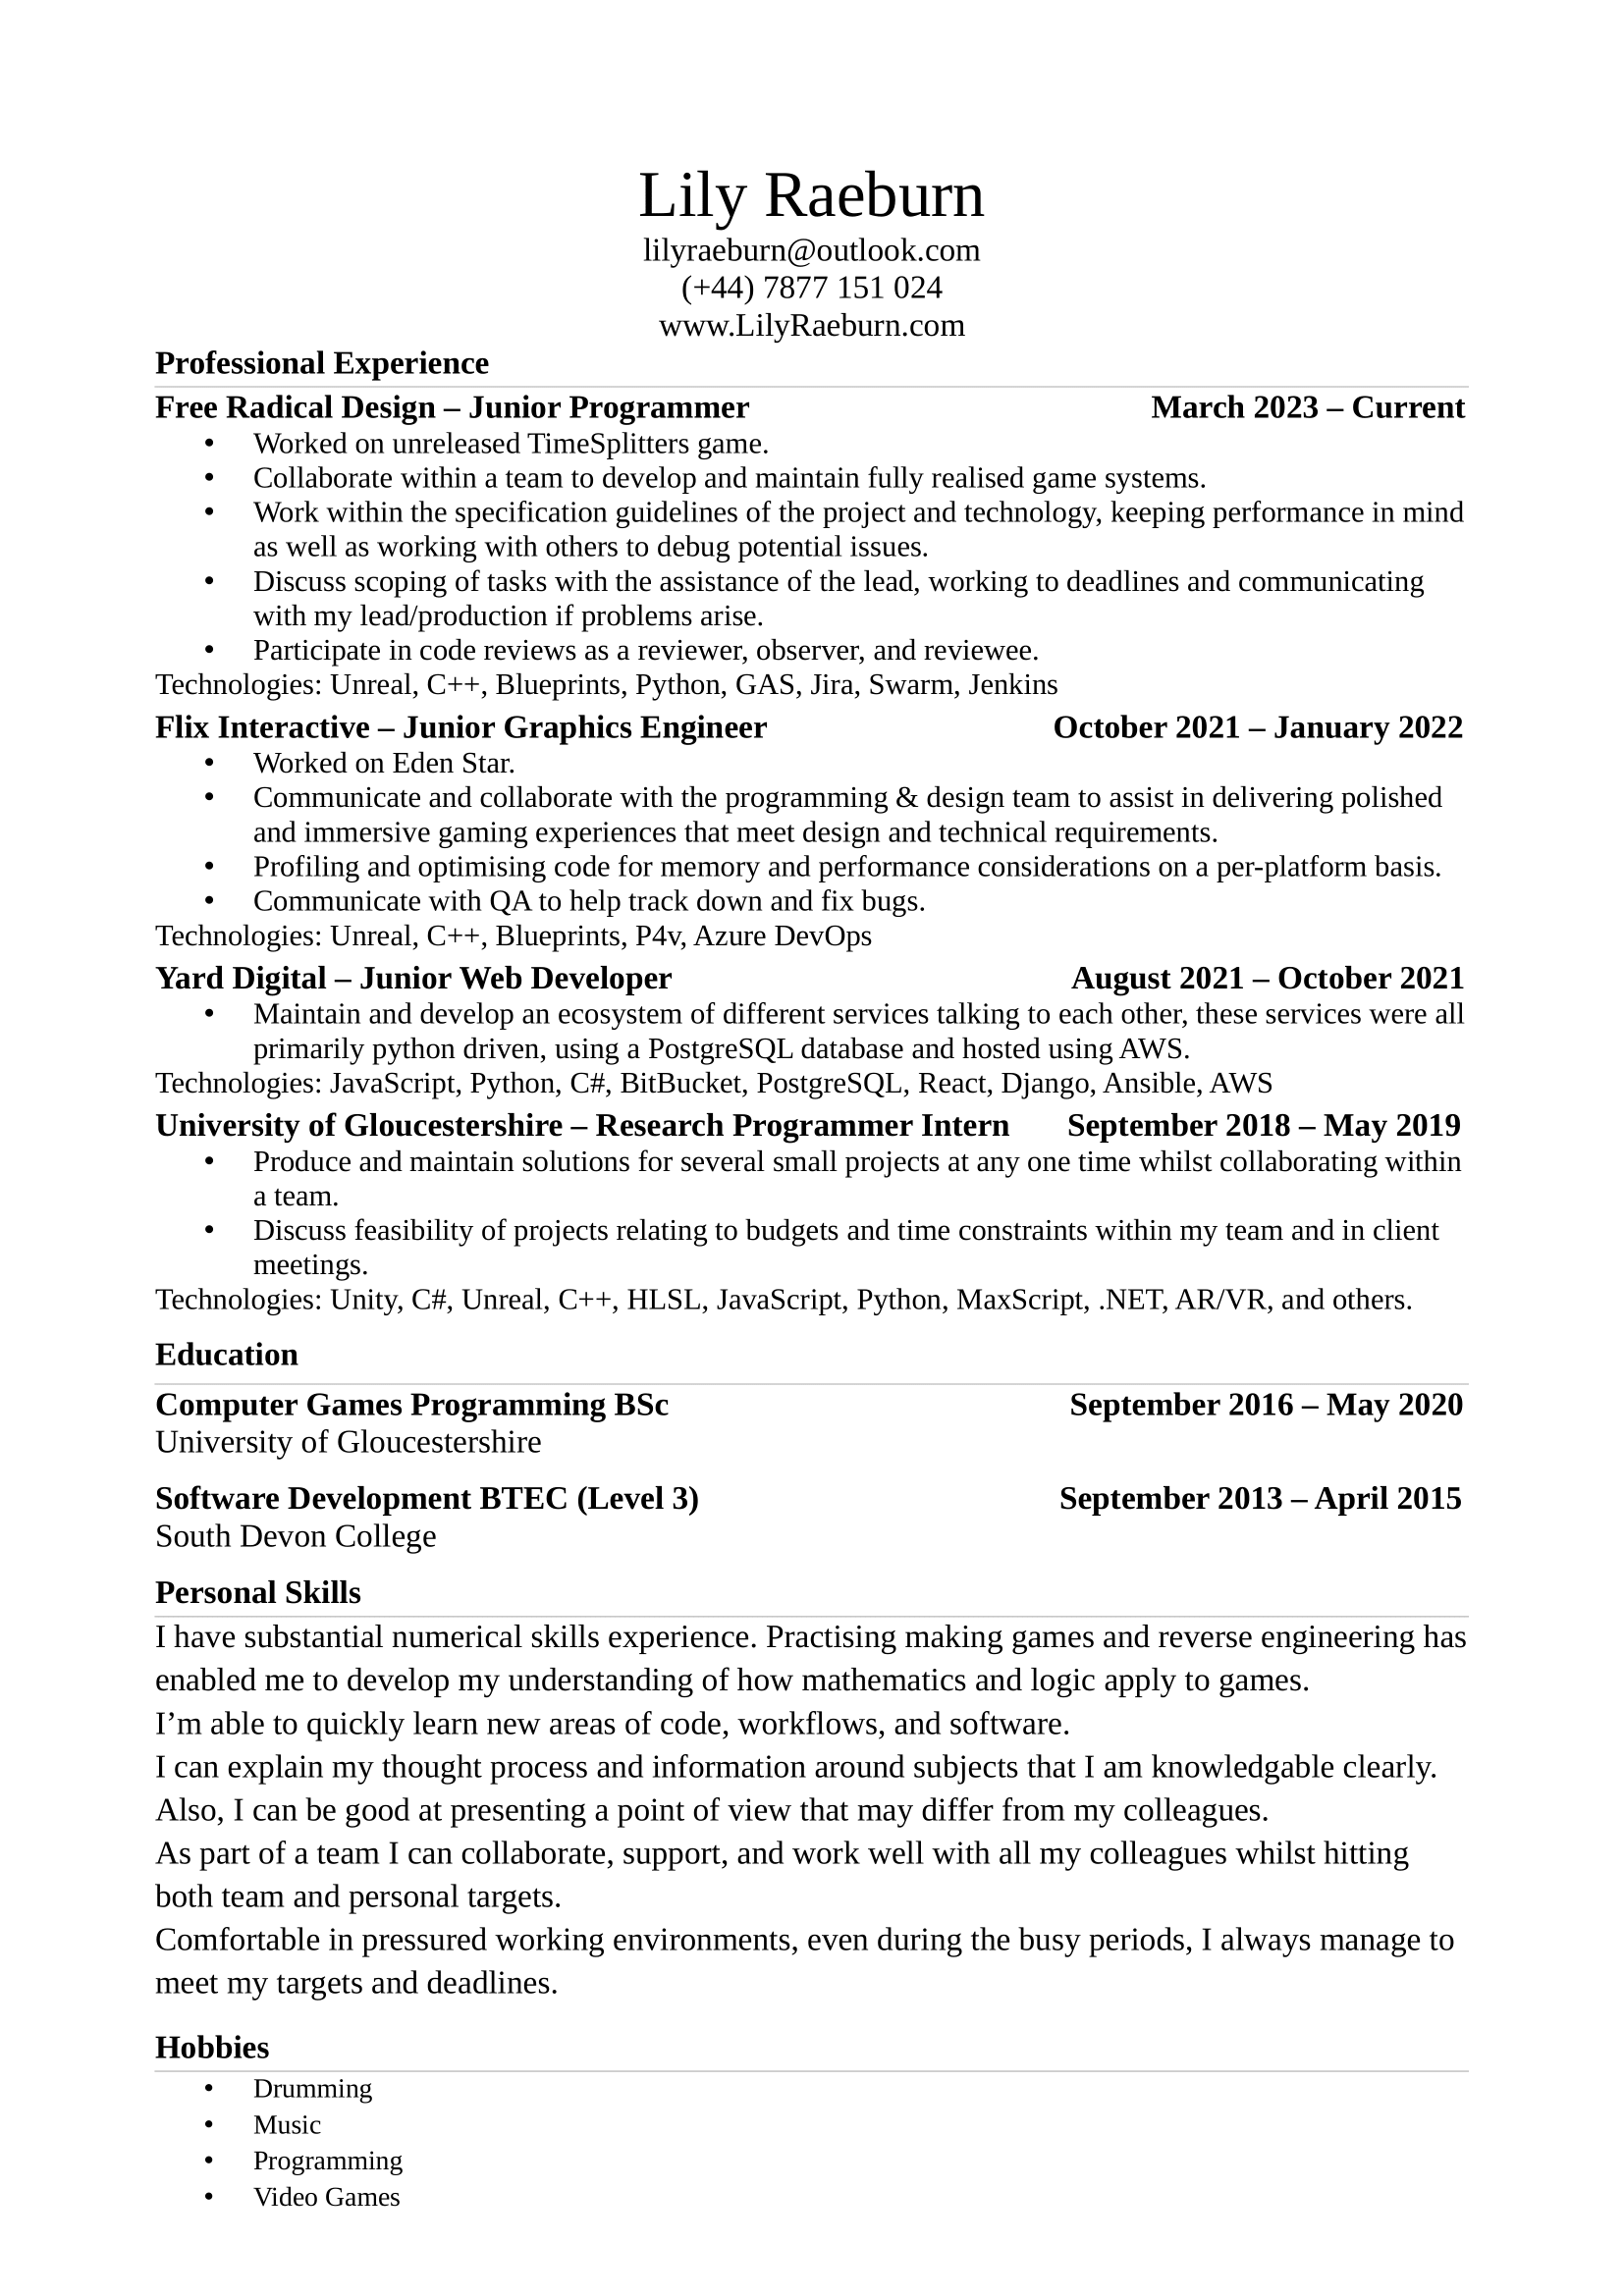 Lily Raeburn
lilyraeburn@outlook.com
(+44) 7877 151 024
www.LilyRaeburn.com
Professional Experience
Free Radical Design – Junior Programmer March 2023 – Current
• Worked on unreleased TimeSplitters game.
• Collaborate within a team to develop and maintain fully realised game systems.
• Work within the specification guidelines of the project and technology, keeping performance in mind
as well as working with others to debug potential issues.
• Discuss scoping of tasks with the assistance of the lead, working to deadlines and communicating
with my lead/production if problems arise.
• Participate in code reviews as a reviewer, observer, and reviewee.
Technologies: Unreal, C++, Blueprints, Python, GAS, Jira, Swarm, Jenkins
Flix Interactive – Junior Graphics Engineer October 2021 – January 2022
• Worked on Eden Star.
• Communicate and collaborate with the programming & design team to assist in delivering polished
and immersive gaming experiences that meet design and technical requirements.
• Profiling and optimising code for memory and performance considerations on a per-platform basis.
• Communicate with QA to help track down and fix bugs.
Technologies: Unreal, C++, Blueprints, P4v, Azure DevOps
Yard Digital – Junior Web Developer August 2021 – October 2021
• Maintain and develop an ecosystem of different services talking to each other, these services were all
primarily python driven, using a PostgreSQL database and hosted using AWS.
Technologies: JavaScript, Python, C#, BitBucket, PostgreSQL, React, Django, Ansible, AWS
University of Gloucestershire – Research Programmer Intern September 2018 – May 2019
• Produce and maintain solutions for several small projects at any one time whilst collaborating within
a team.
• Discuss feasibility of projects relating to budgets and time constraints within my team and in client
meetings.
Technologies: Unity, C#, Unreal, C++, HLSL, JavaScript, Python, MaxScript, .NET, AR/VR, and others.
Education
Computer Games Programming BSc September 2016 – May 2020
University of Gloucestershire
Software Development BTEC (Level 3) September 2013 – April 2015
South Devon College
Personal Skills
I have substantial numerical skills experience. Practising making games and reverse engineering has
enabled me to develop my understanding of how mathematics and logic apply to games.
I’m able to quickly learn new areas of code, workflows, and software.
I can explain my thought process and information around subjects that I am knowledgable clearly.
Also, I can be good at presenting a point of view that may differ from my colleagues.
As part of a team I can collaborate, support, and work well with all my colleagues whilst hitting
both team and personal targets.
Comfortable in pressured working environments, even during the busy periods, I always manage to
meet my targets and deadlines.
Hobbies
• Drumming
• Music
• Programming
• Video Games